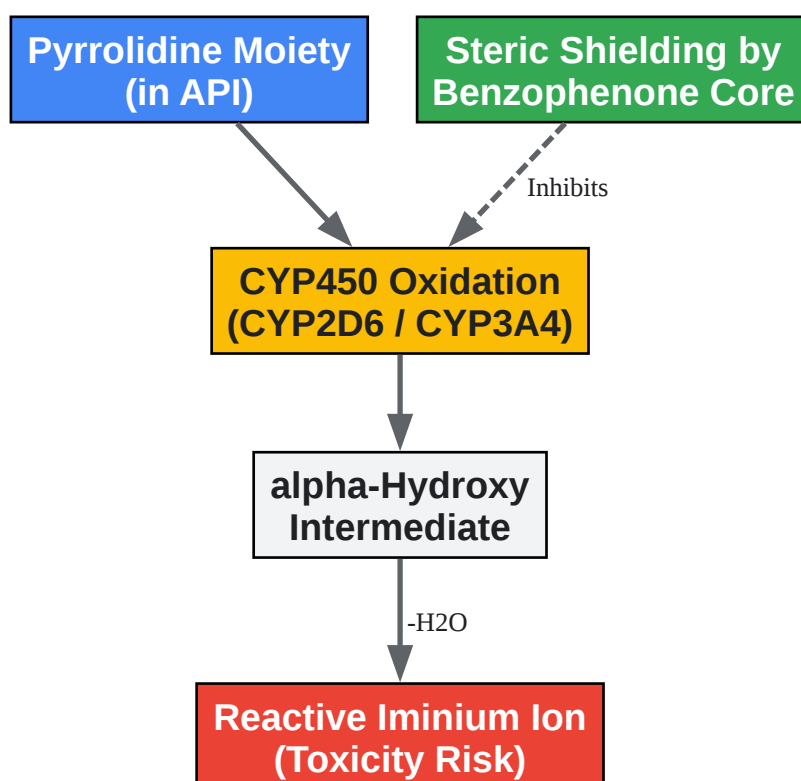 Pyrrolidine Moiety
(in API)
Steric Shielding by
Benzophenone Core
Inhibits
CYP450 Oxidation
(CYP2D6 / CYP3A4)
alpha-Hydroxy
Intermediate
-H2O
Reactive Iminium Ion
(Toxicity Risk)